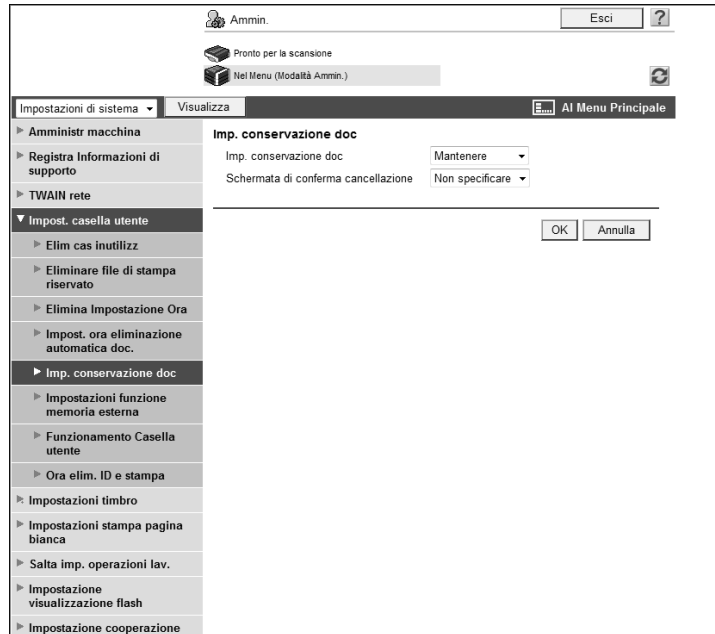 Ammin.
Esci
?
Pronto per la scansione
Nel Menu (Modalità Ammin.)
Impostazioni di sistema
Visualizza
Al Menu Principale
Amministr macchina
Registra Informazioni di
supporto
TWAIN rete
Impost. casella utente
Elim cas inutilizz
Eliminare file di stampa
riservato
Elimina Impostazione Ora
Impost. ora eliminazione
automatica doc.
Imp. conservazione doc
Impostazioni funzione
memoria esterna
Funzionamento Casella
utente
Ora elim. ID e stampa
Impostazioni timbro
Impostazioni stampa pagina
bianca
Salta imp. operazioni lav.
Impostazione
visualizzazione flash
Impostazione cooperazione
Imp. conservazione doc
Imp. conservazione doc
Mantenere
Schermata di conferma cancellazione
Non specificare
OK
Annulla